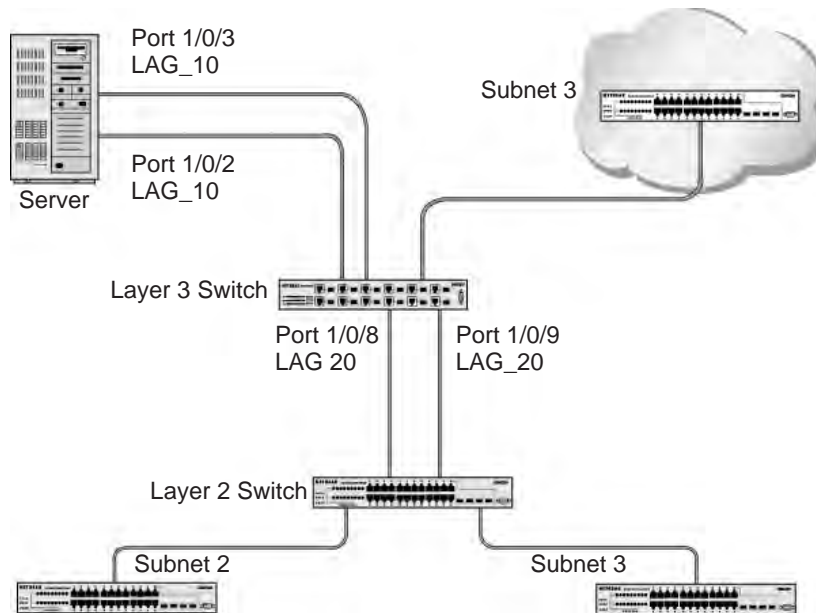 Port 1/0/3
LAG_10
Subnet 3
Port 1/0/2
LAG_10
Server
Layer 3 Switch
Port 1/0/8
LAG 20
Port 1/0/9
LAG_20
Layer 2 Switch
Subnet 2
Subnet 3